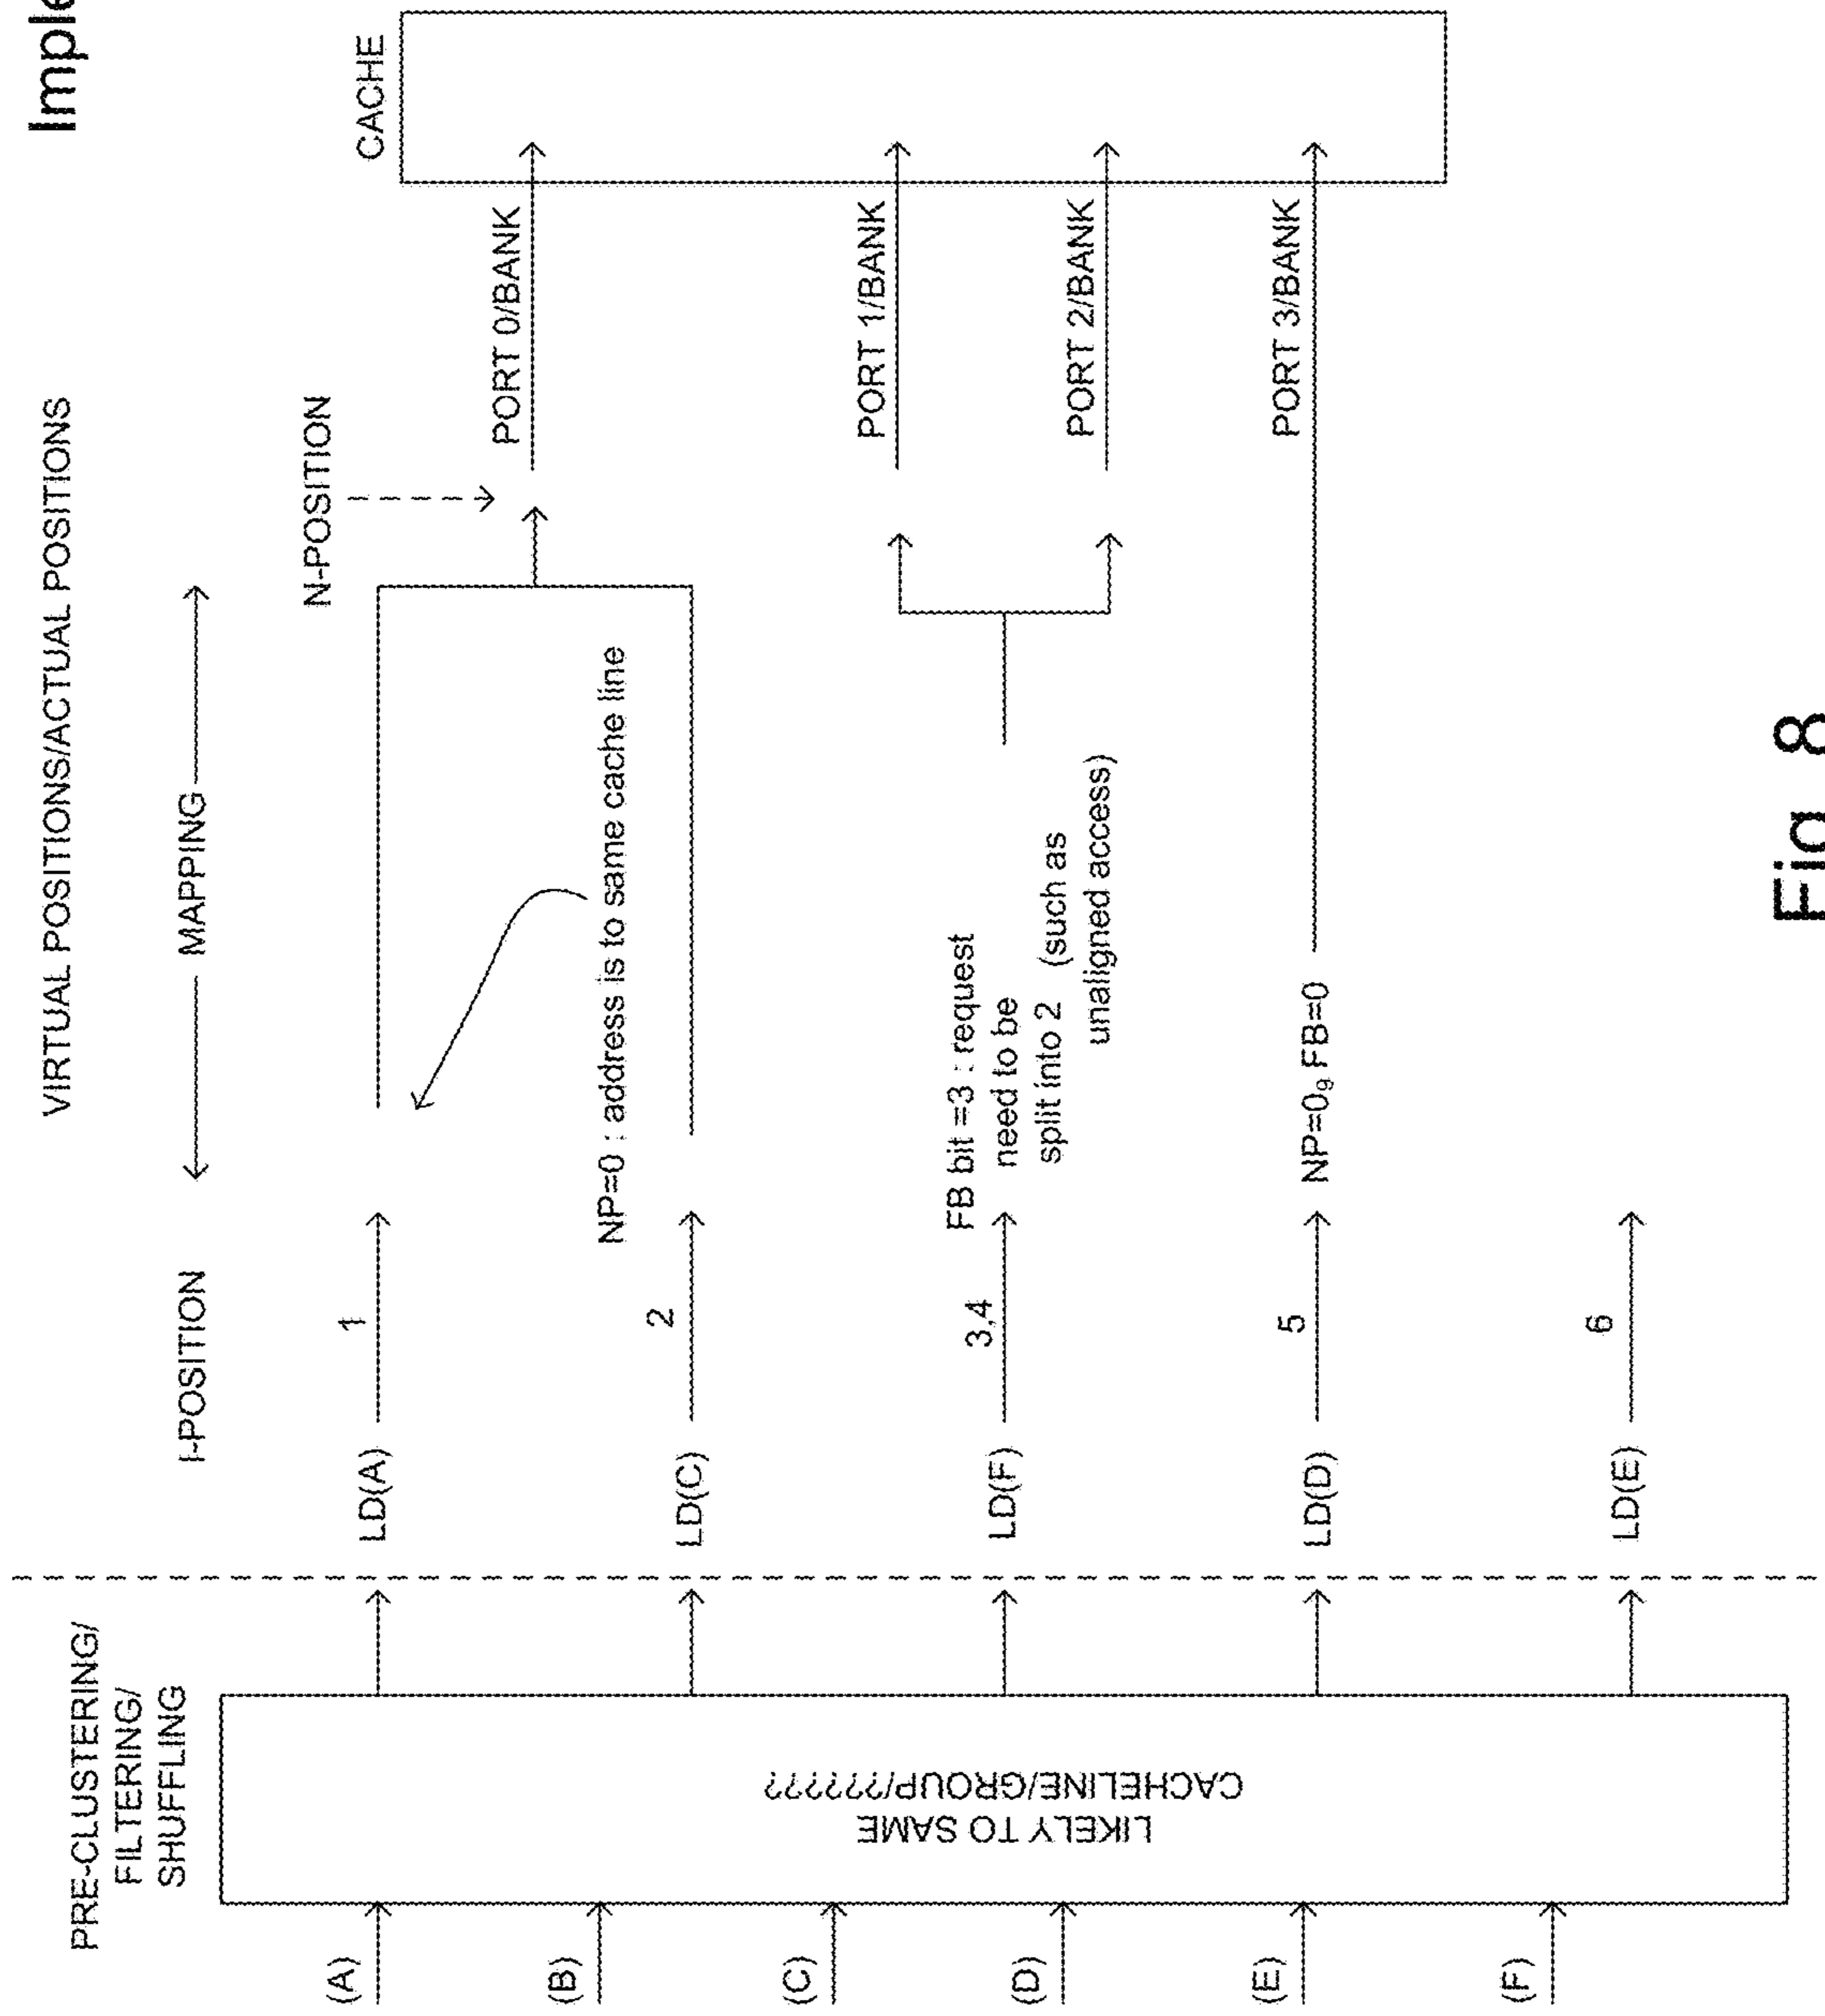 Imple
VIRTUAL POSITIONS/ACTUAL POSITIONS
PRE-CLUSTERING/
FILTERING/
SHUFFLING
I-POSITION
MAPPING
N-POSITION
CACHE
(A)
(B)
(C)
(D)
(E)
(F)
LIKELY TO SAME
CACHELINE/GROUP/??????
LD(A)
1
NP=0 : address is to same cache line
PORT 0/BANK
LD(C)
2
LD(F)
3,4
FB bit =3 : request
need to be
split into 2 (such as
unaligned access)
PORT 1/BANK
PORT 2/BANK
LD(D)
5
NP=0, FB=0
PORT 3/BANK
LD(E)
6
Fig. 8